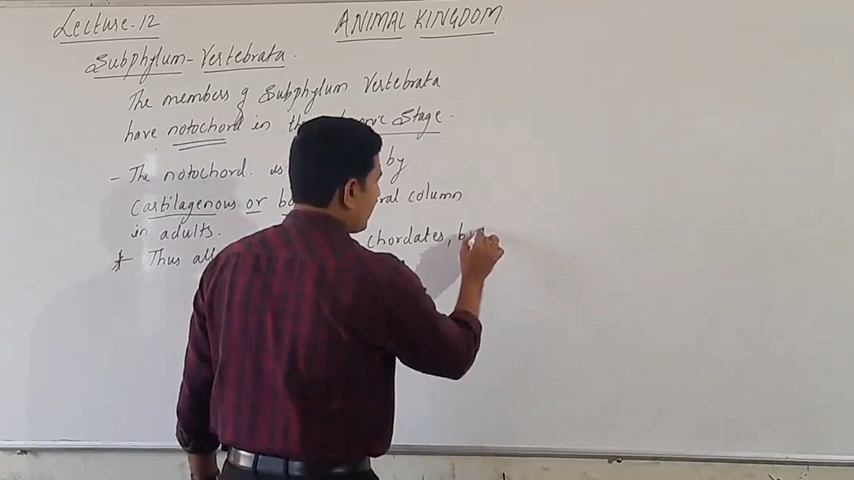 Lecture-12
ANIMAL KINGDOM.
Subphylum-Vertebrata.
The members of Subphylum Vertebrata
have notochord in Stage.
- The notochord. by
cartilagenous or column
in adults.
* Thus chordates,